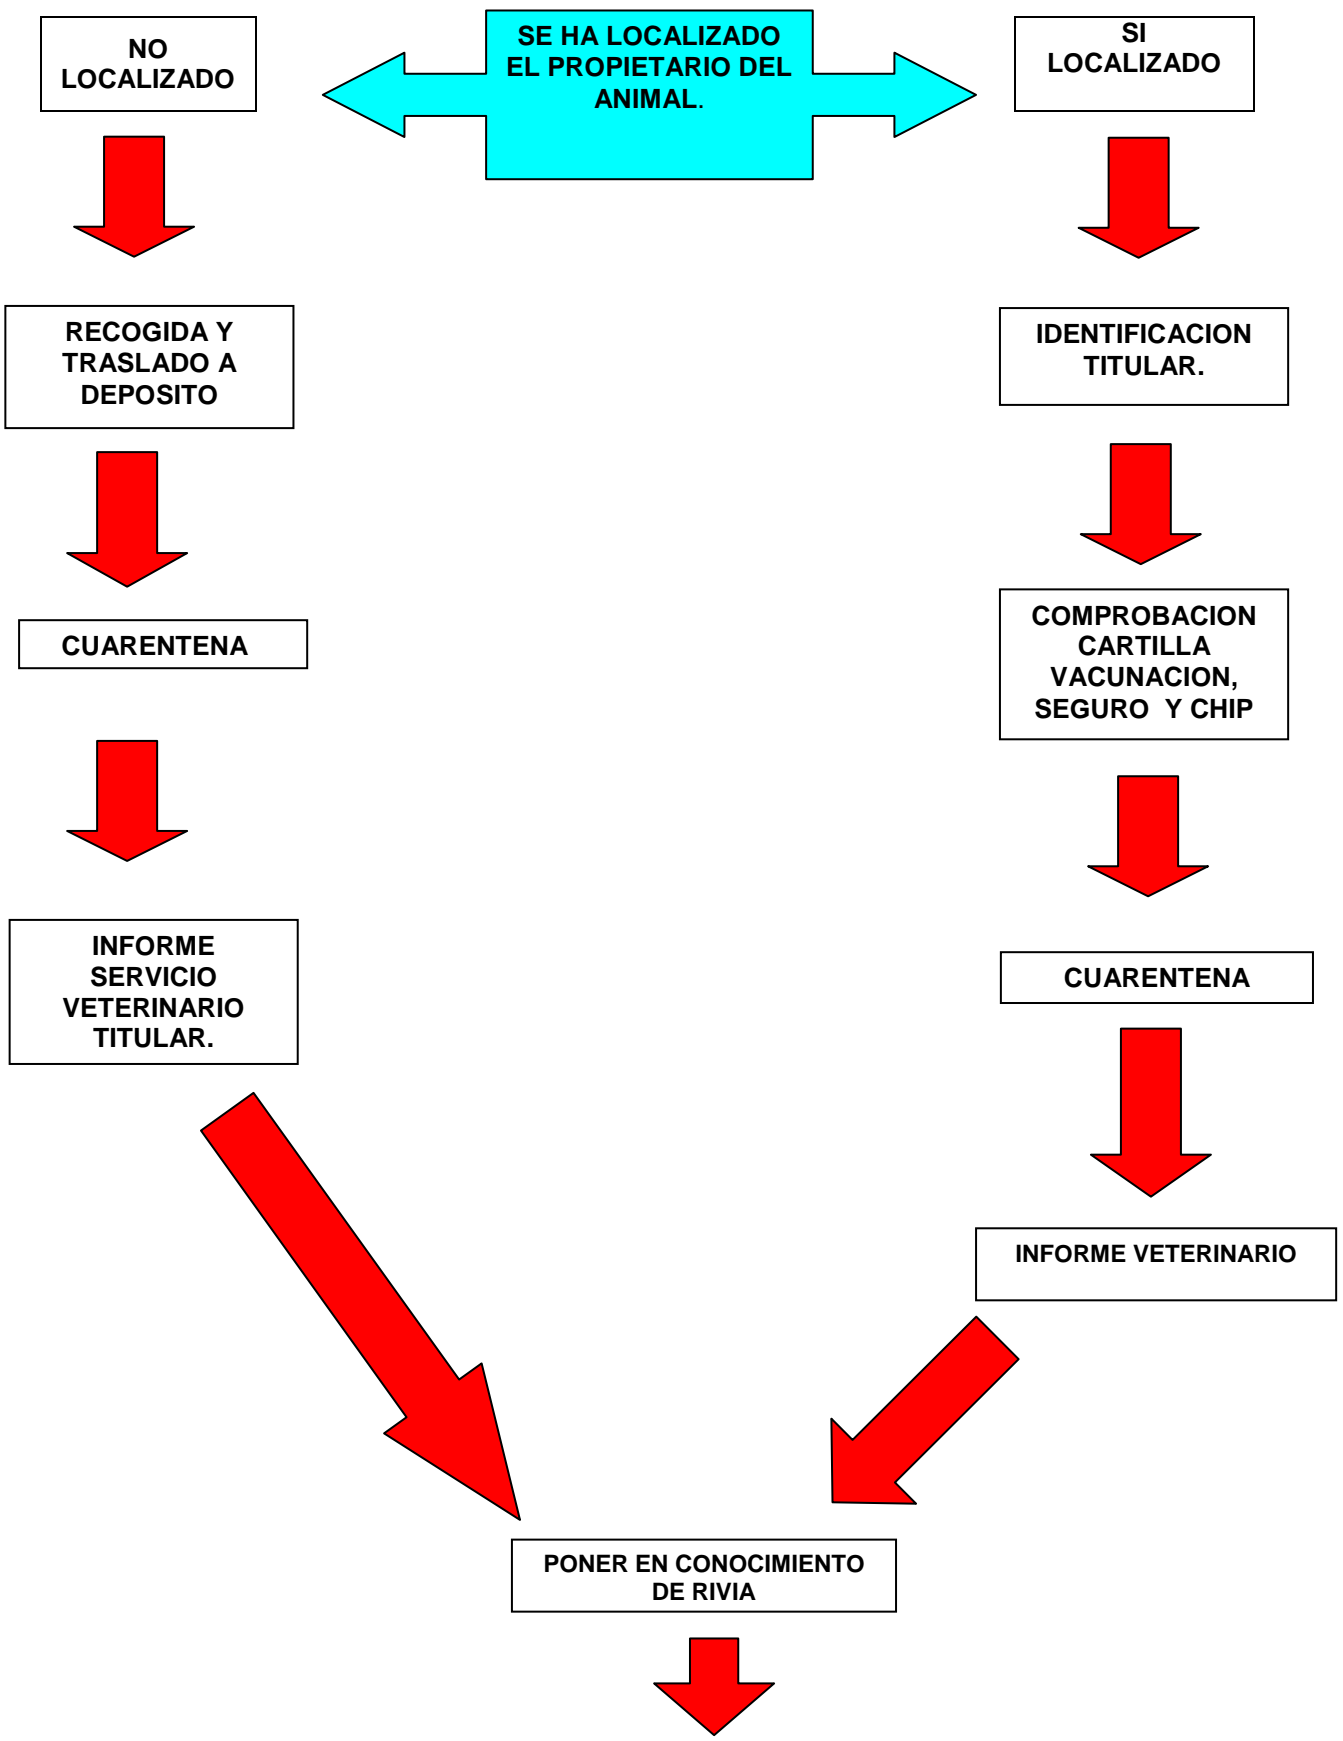 NO
LOCALIZADO
SE HA LOCALIZADO
EL PROPIETARIO DEL
ANIMAL.
SI
LOCALIZADO
RECOGIDA Y
TRASLADO A
DEPOSITO
IDENTIFICACION
TITULAR.
CUARENTENA
COMPROBACION
CARTILLA
VACUNACION,
SEGURO Y CHIP
INFORME
SERVICIO
VETERINARIO
TITULAR.
CUARENTENA
INFORME VETERINARIO
PONER EN CONOCIMIENTO
DE RIVIA